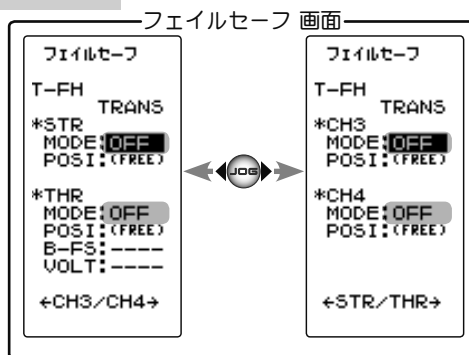 フェイルセーフ 画面
フェイルセーフ
T-FH
TRANS
*STR
MODE:OFF
POSI:(FREE)
*THR
MODE:OFF
POSI:(FREE)
B-FS:----
VOLT:----
←CH3/CH4→
JOG
フェイルセーフ
T-FH
TRANS
*CH3
MODE:OFF
POSI:(FREE)
*CH4
MODE:OFF
POSI:(FREE)
←STR/THR→